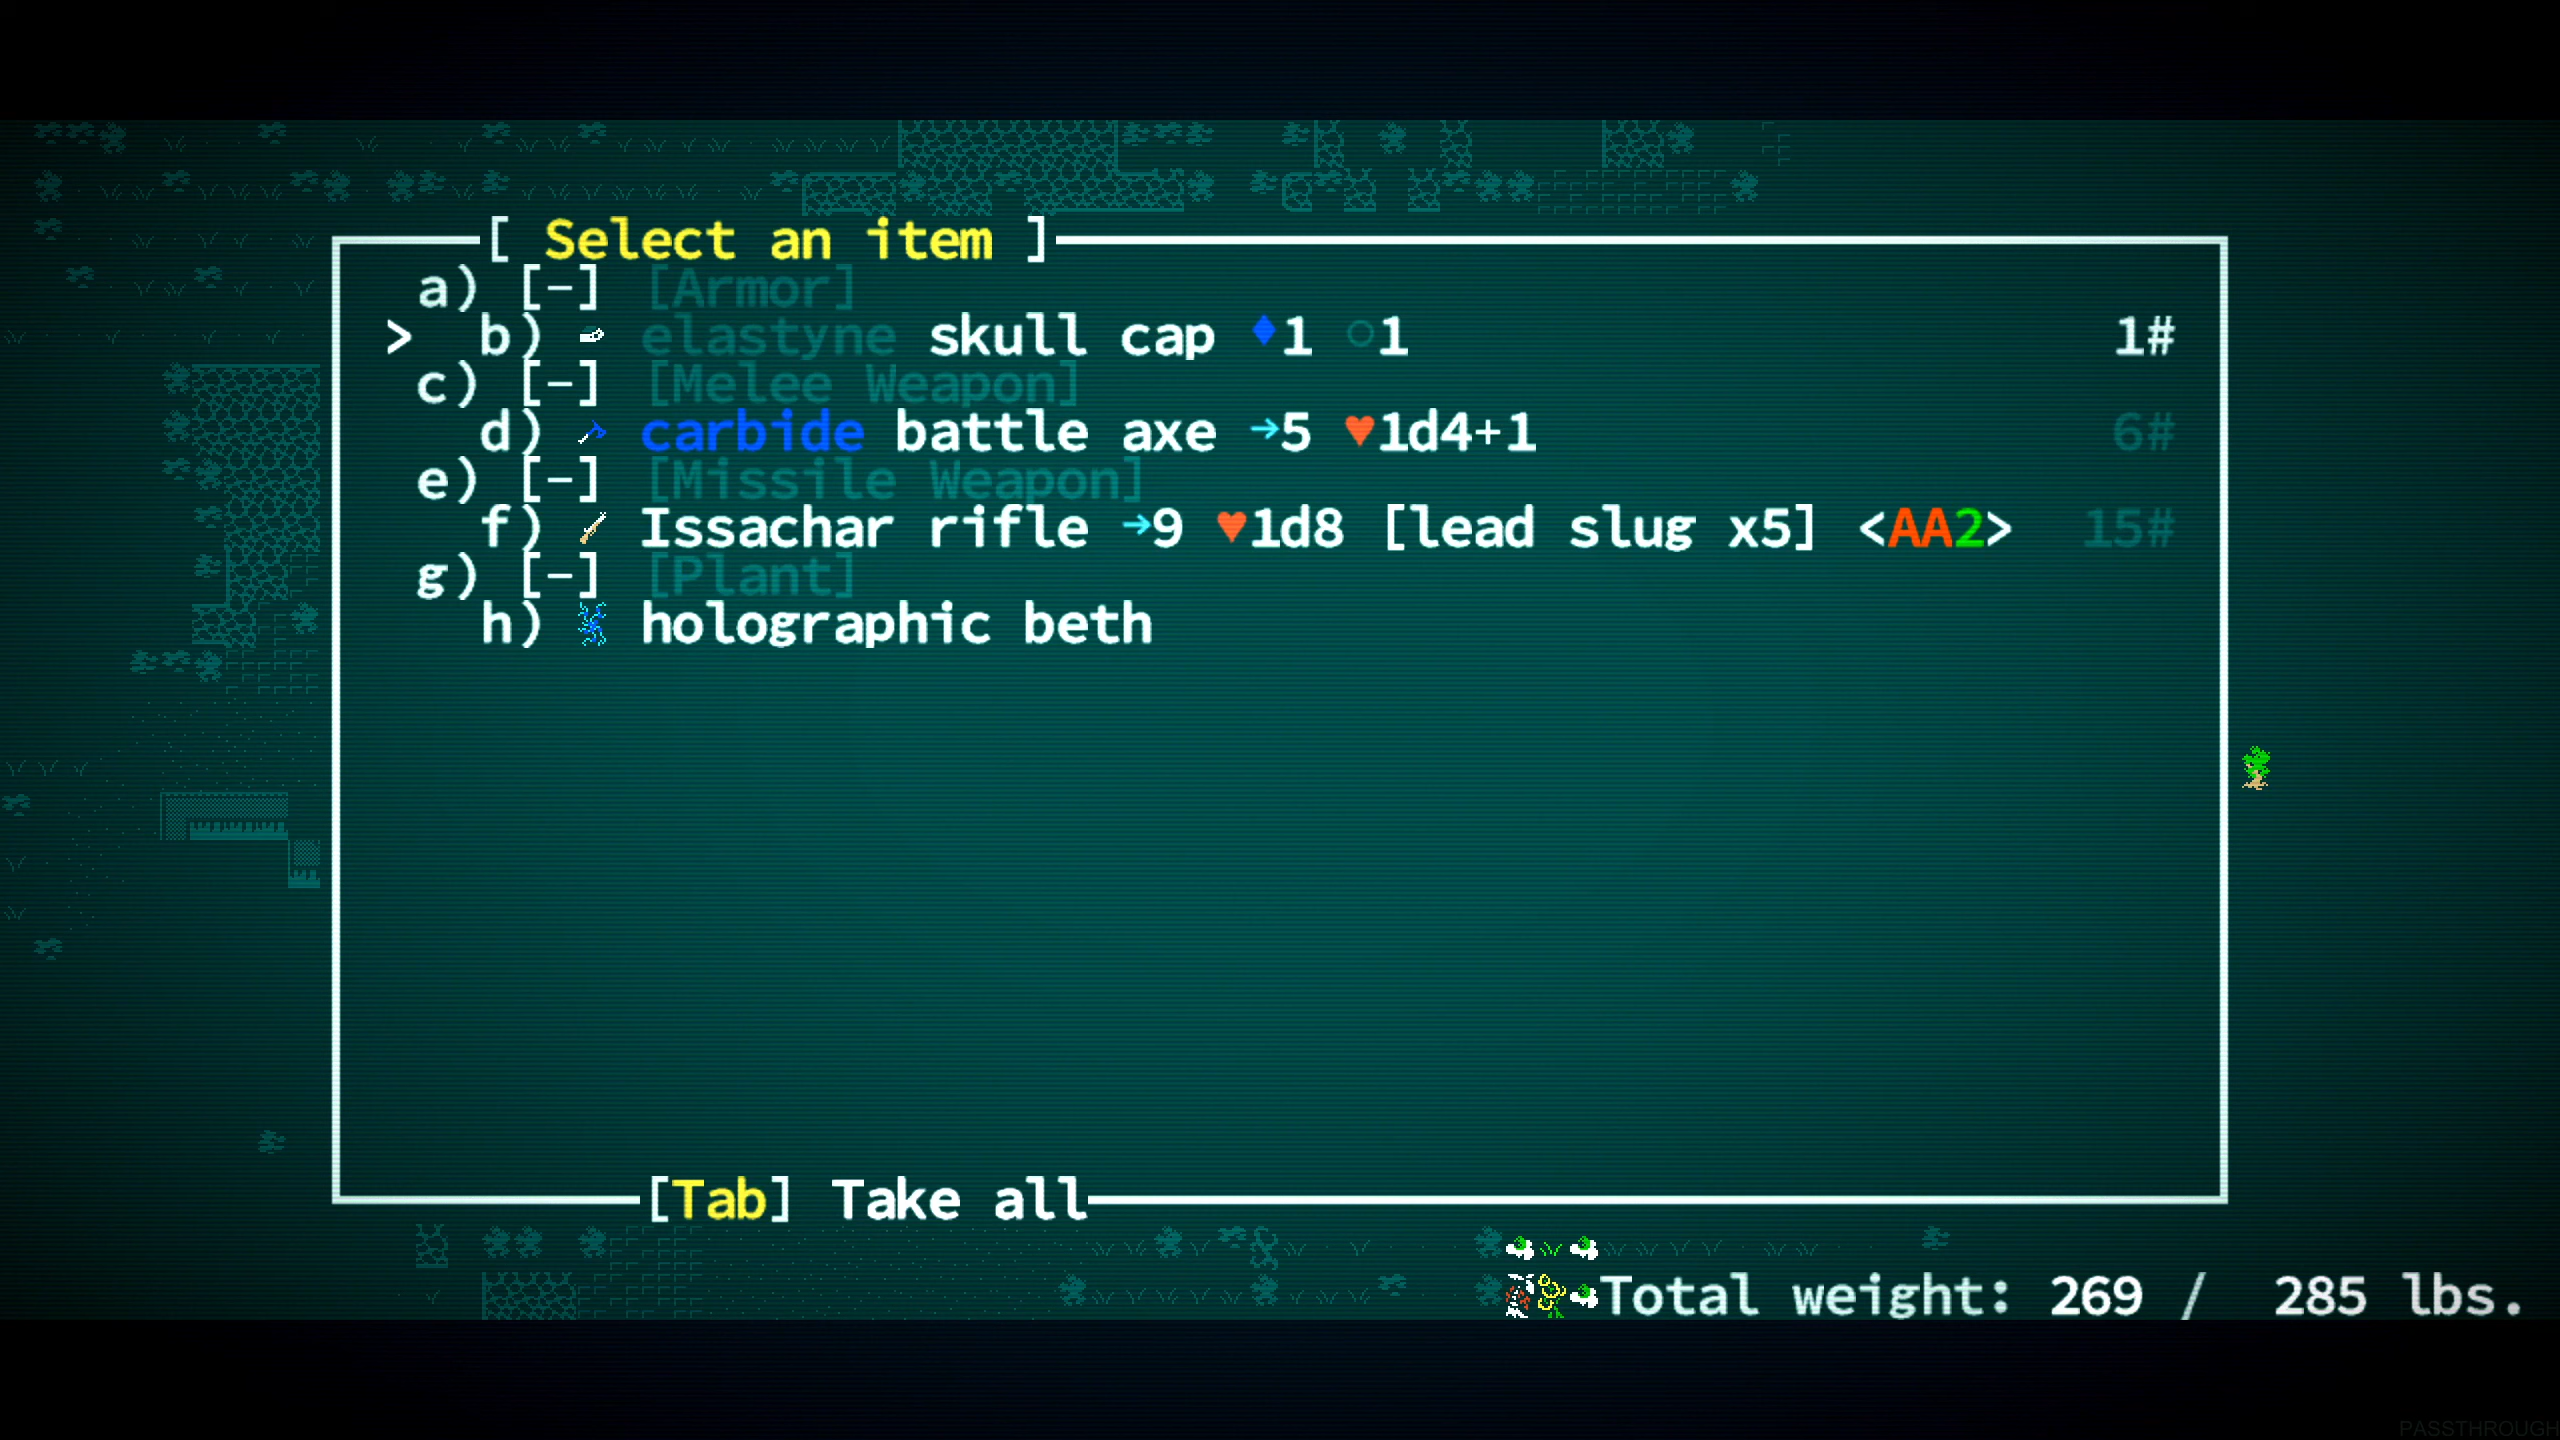 [ Select an item ]
a) [-] [Armor]
> b) elastyne skull cap ♦1 ○1 1#
c) [-] [Melee Weapon]
d) carbide battle axe →5 ♥1d4+1 6#
e) [-] [Missile Weapon]
f) Issachar rifle →9 ♥1d8 [lead slug x5] <AA2> 15#
g) [-] [Plant]
h) holographic beth
[Tab] Take all
Total weight: 269 / 285 lbs.
PASSTHROUGH